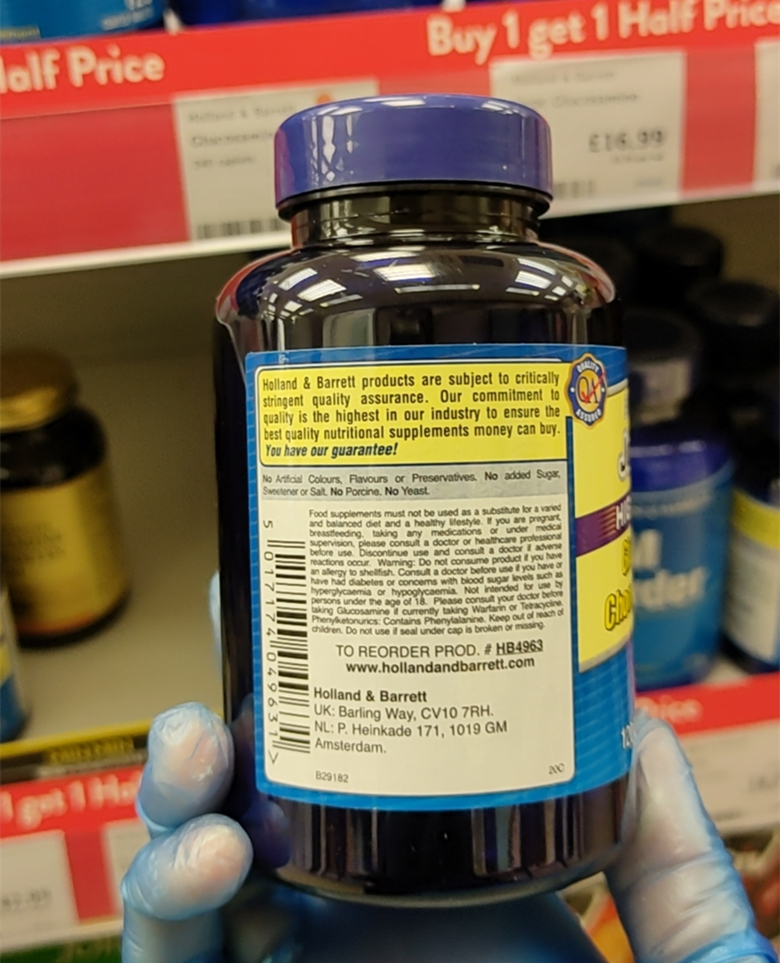 Half Price
Buy 1 get 1 Half Price
Holland & Barrett
£16.99
Holland & Barrett products are subject to critically
stringent quality assurance. Our commitment to
quality is the highest in our industry to ensure the
best quality nutritional supplements money can buy.
You have our guarantee!
QUALITY
QA
ASSURED
No Artificial Colours, Flavours or Preservatives. No added Sugar,
Sweetener or Salt. No Porcine. No Yeast.
Food supplements must not be used as a substitute for a varied
and balanced diet and a healthy lifestyle. If you are pregnant,
breastfeeding, taking any medications or under medical
supervision, please consult a doctor or healthcare professional
before use. Discontinue use and consult a doctor if adverse
reactions occur. Warning: Do not consume product if you have
an allergy to shellfish. Consult a doctor before use if you have or
have had diabetes or concerns with blood sugar levels such as
hyperglycaemia or hypoglycaemia. Not intended for use by
persons under the age of 18. Please consult your doctor before
taking Glucosamine if currently taking Warfarin or Tetracycline.
Phenylketonurics: Contains Phenylalanine. Keep out of reach of
children. Do not use if seal under cap is broken or missing.
5 017174 049631 >
TO REORDER PROD. # HB4963
www.hollandandbarrett.com
Holland & Barrett
UK: Barling Way, CV10 7RH.
NL: P. Heinkade 171, 1019 GM
Amsterdam.
B29182
20C
Price
1 get 1 Ha